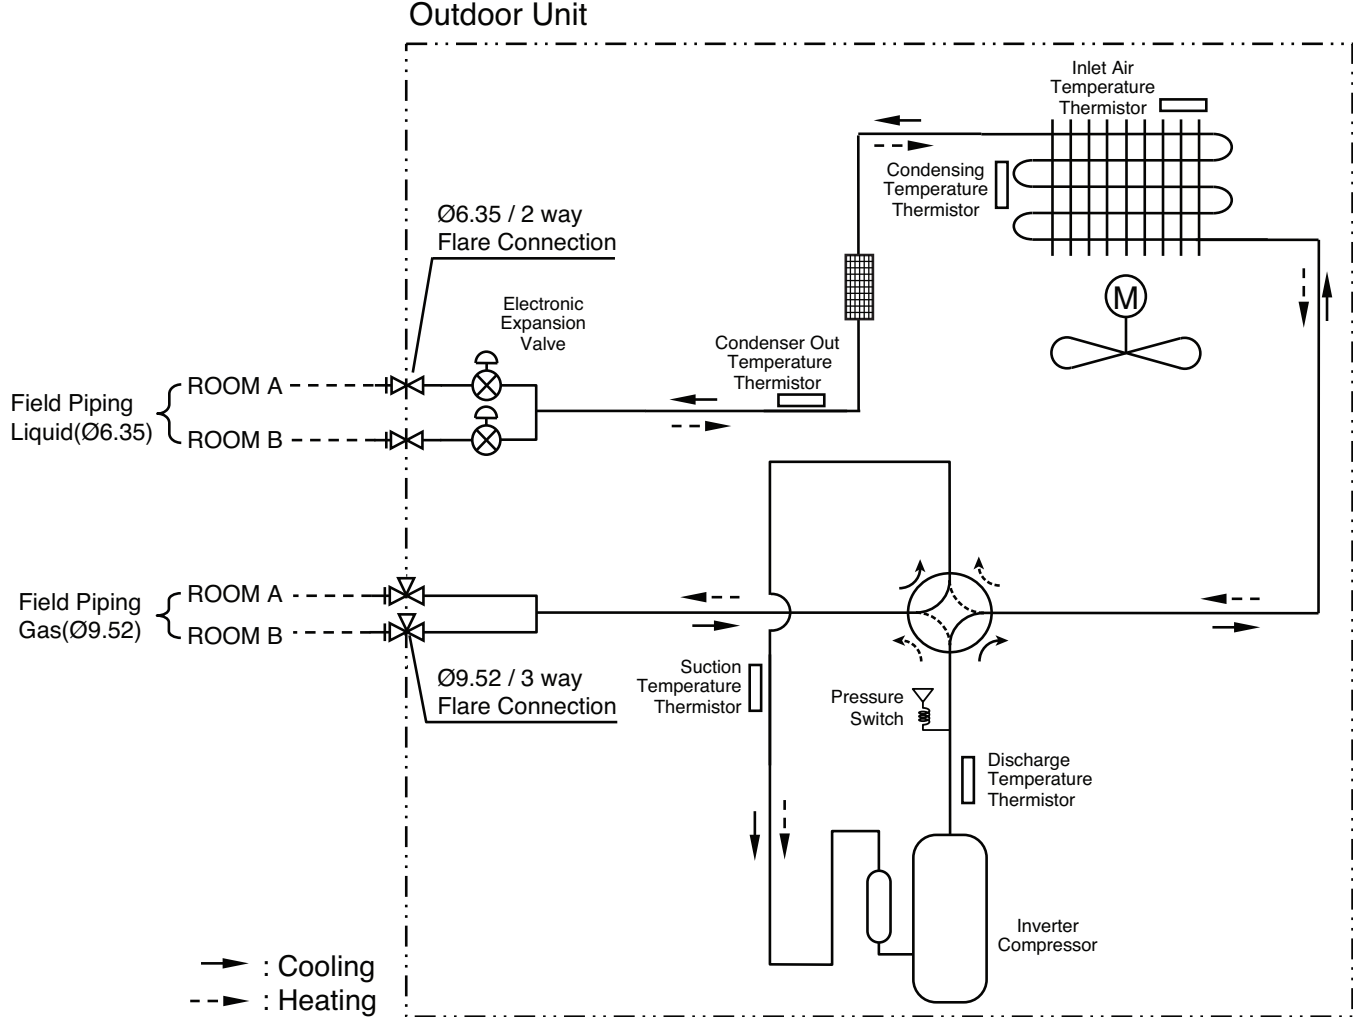 Outdoor Unit
Inlet Air
Temperature
Thermistor
Condensing
Temperature
Thermistor
Ø6.35 / 2 way
Flare Connection
M
Electronic
Expansion
Valve
Condenser Out
Temperature
Thermistor
Field Piping
Liquid(Ø6.35)
ROOM A
ROOM B
Field Piping
Gas(Ø9.52)
ROOM A
ROOM B
Ø9.52 / 3 way
Flare Connection
Suction
Temperature
Thermistor
Pressure
Switch
Discharge
Temperature
Thermistor
Inverter
Compressor
: Cooling
: Heating